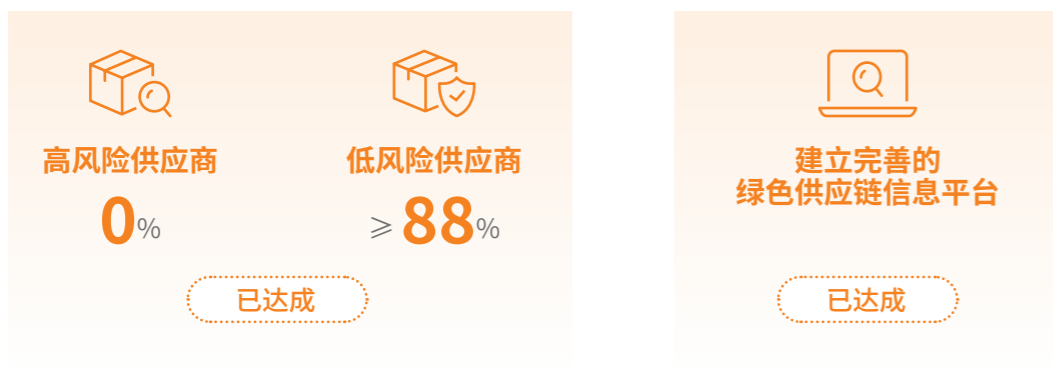 高风险供应商
0%
低风险供应商
≥88%
已达成
建立完善的
绿色供应链信息平台
已达成